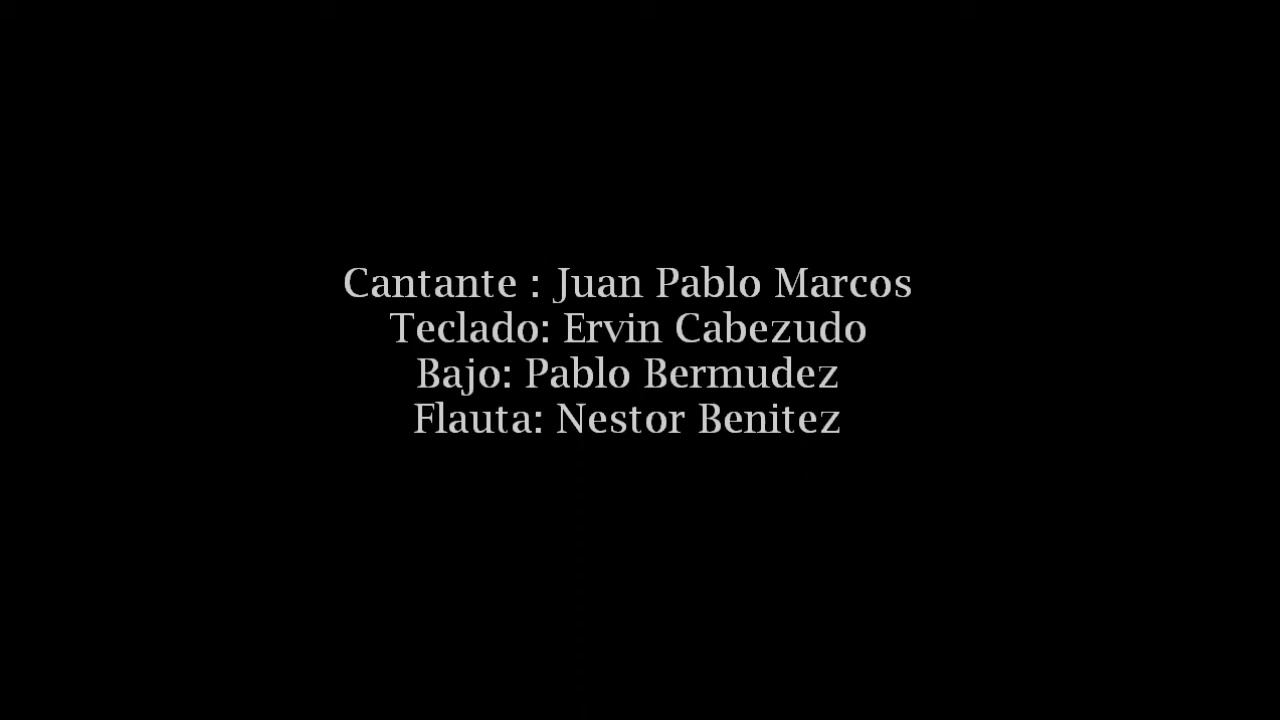 Cantante : Juan Pablo Marcos
Teclado: Ervin Cabezudo
Bajo: Pablo Bermudez
Flauta: Nestor Benitez